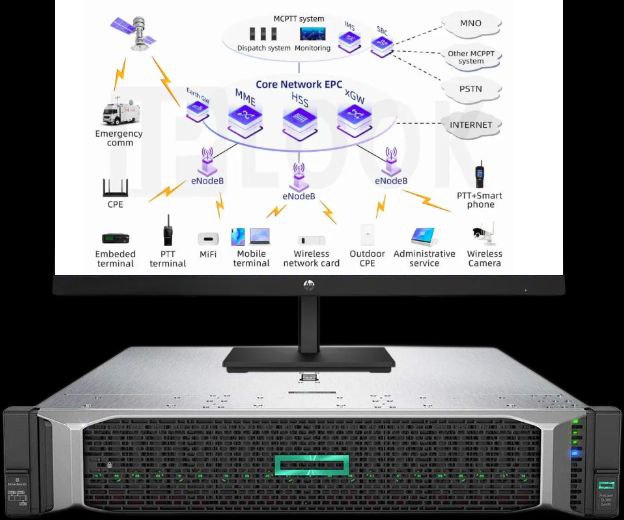 MCPTT system
IMS
SBC
MNO
Dispatch system
Monitoring
Other MCPPT
system
Core Network EPC
PSTN
Earth GW
MME
HSS
xGW
INTERNET
Emergency
comm
eNodeB
eNodeB
eNodeB
CPE
PTT+Smart
phone
Embeded
terminal
PTT
terminal
MiFi
Mobile
terminal
Wireless
network card
Outdoor
CPE
Administrative
service
Wireless
Camera
hp